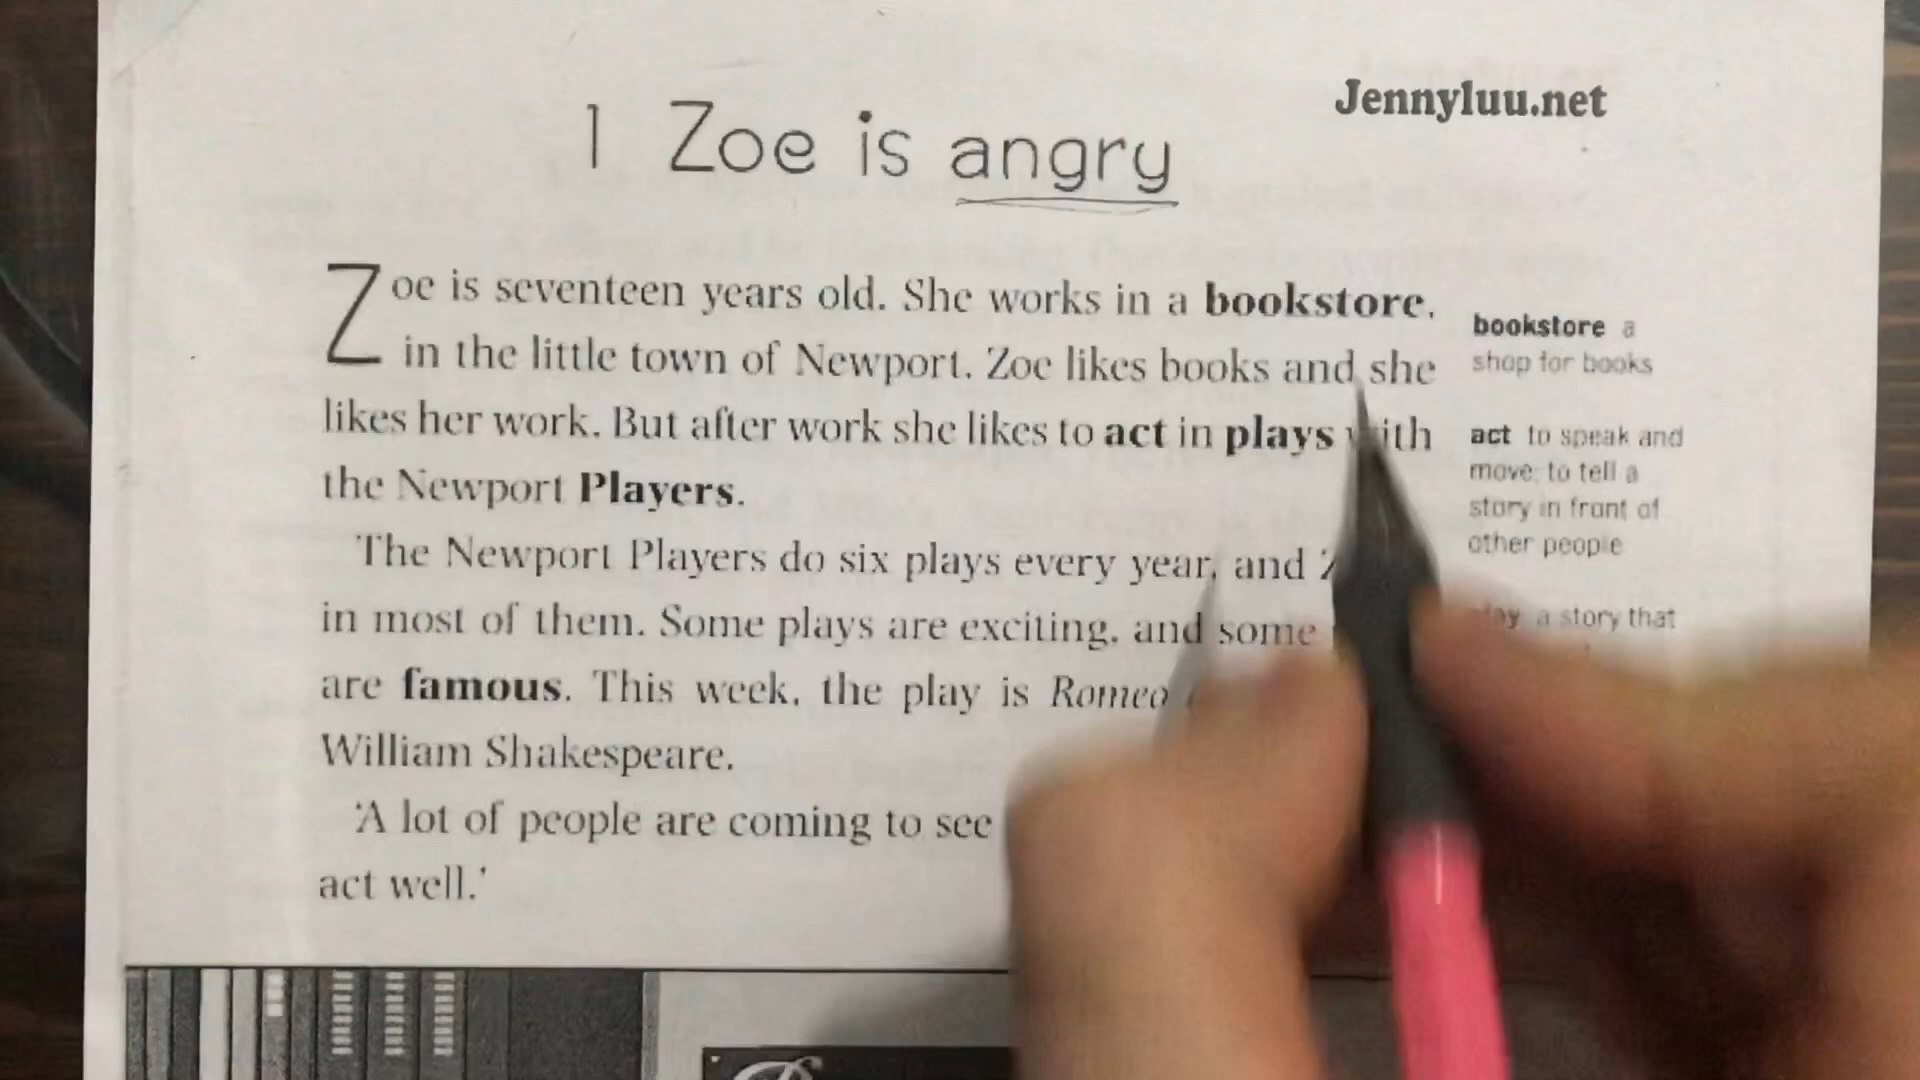 Jennyluu.net
1 Zoe is angry
Zoe is seventeen years old. She works in a bookstore,
in the little town of Newport. Zoe likes books and she
likes her work. But after work she likes to act in plays with
the Newport Players.
The Newport Players do six plays every year, and
in most of them. Some plays are exciting, and some
are famous. This week, the play is Romeo
William Shakespeare.
'A lot of people are coming to see
act well.'
bookstore a
shop for books
act to speak and
move; to tell a
story in front of
other people
play a story that